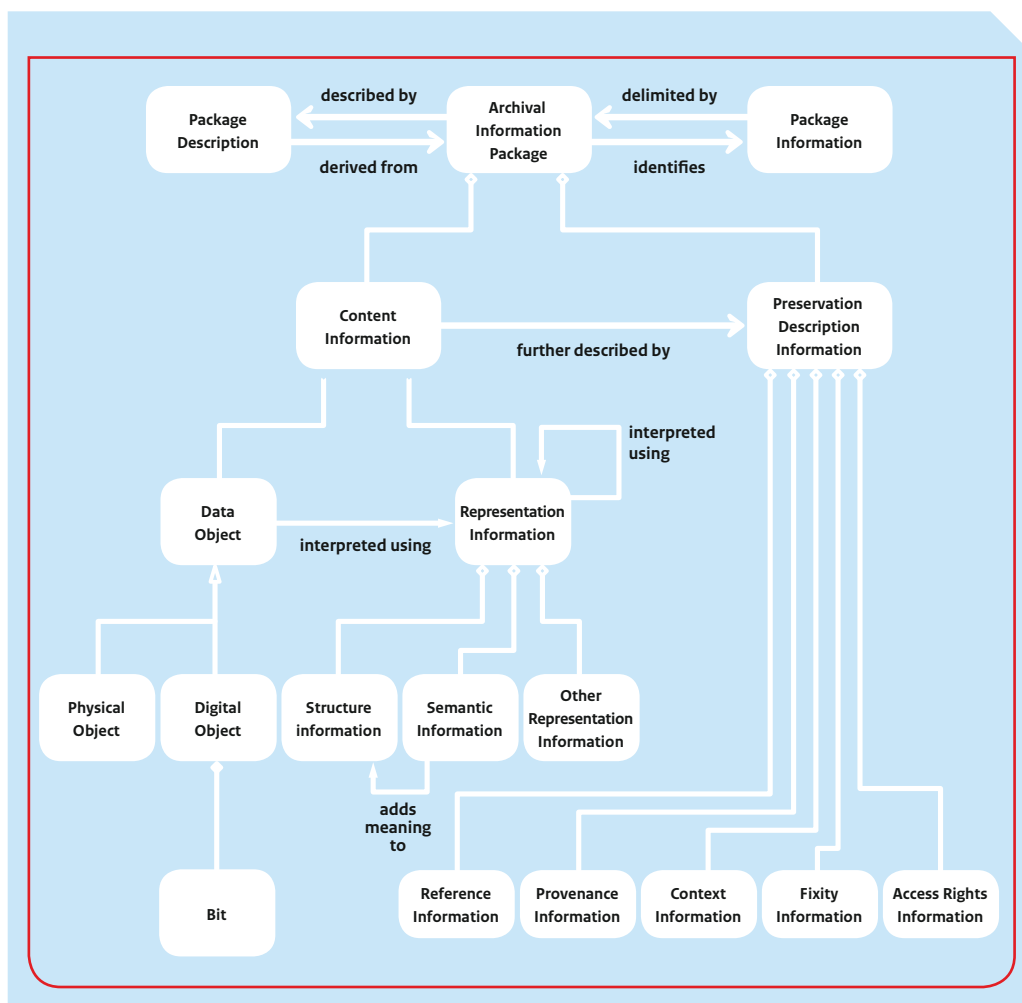 described by
delimited by
Package
Description
Archival
Information
Package
Package
Information
derived from
identifies
Content
Information
Preservation
Description
Information
further described by
interpreted
using
Data
Object
Representation
Information
interpreted using
Physical
Object
Digital
Object
Structure
information
Semantic
Information
Other
Representation
Information
adds
meaning
to
Bit
Reference
Information
Provenance
Information
Context
Information
Fixity
Information
Access Rights
Information